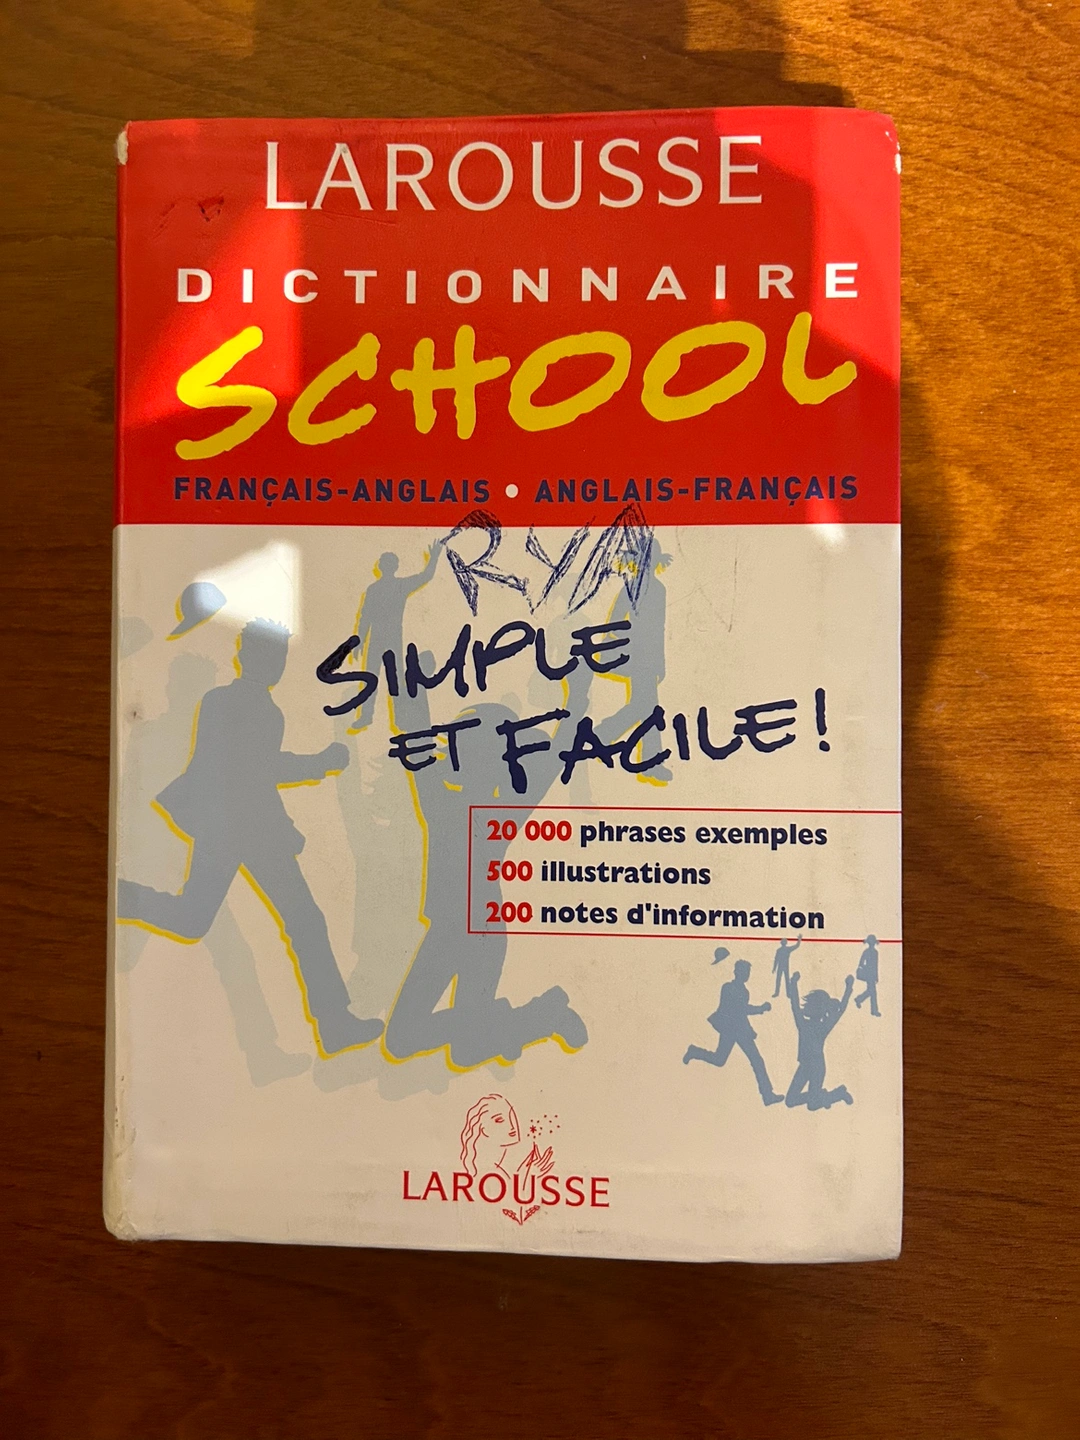 LAROUSSE
DICTIONNAIRE
SCHOOL
FRANÇAIS-ANGLAIS • ANGLAIS-FRANÇAIS
RYA
SIMPLE
ET FACILE!
20 000 phrases exemples
500 illustrations
200 notes d'information
LAROUSSE